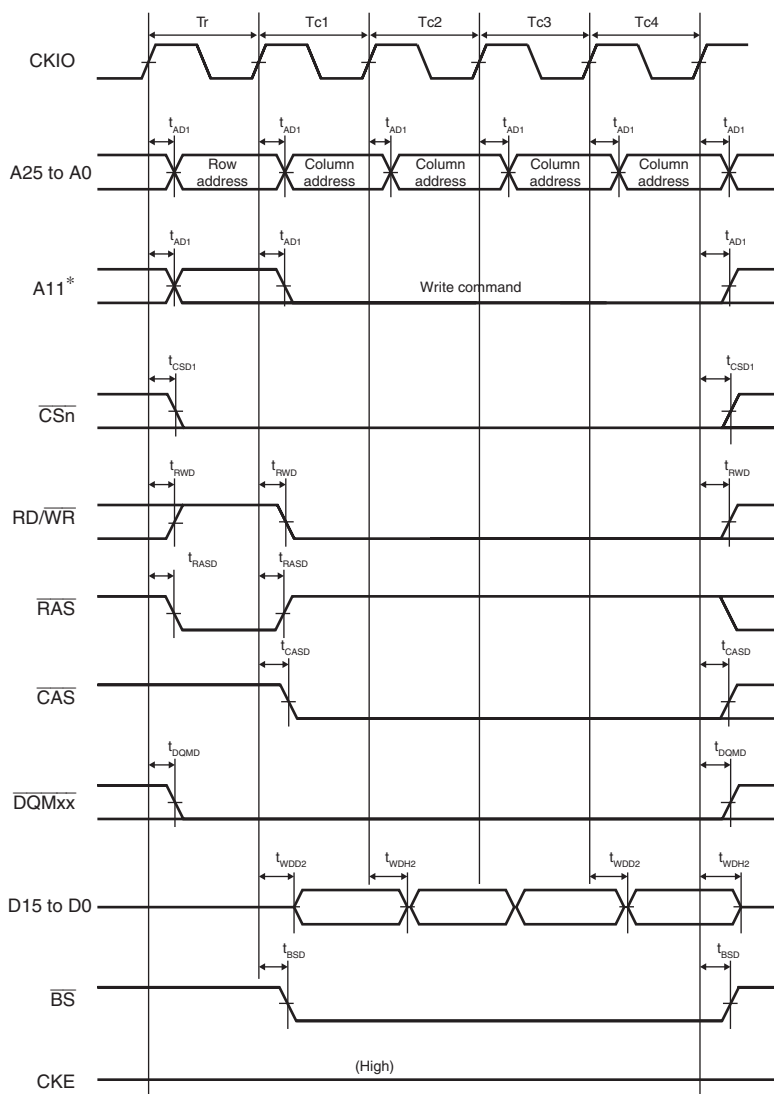 Tr Tc1 Tc2 Tc3 Tc4
CKIO
tAD1 tAD1 tAD1 tAD1 tAD1 tAD1
A25 to A0
Row address
Column address
Column address
Column address
Column address
tAD1 tAD1 tAD1
A11*
Write command
tCSD1 tCSD1
CSn
tRWD tRWD tRWD
RD/WR
tRASD tRASD
RAS
tCASD tCASD
CAS
tDQMD tDQMD
DQMxx
tWDD2 tWDH2 tWDD2 tWDH2
D15 to D0
tBSD tBSD
BS
(High)
CKE